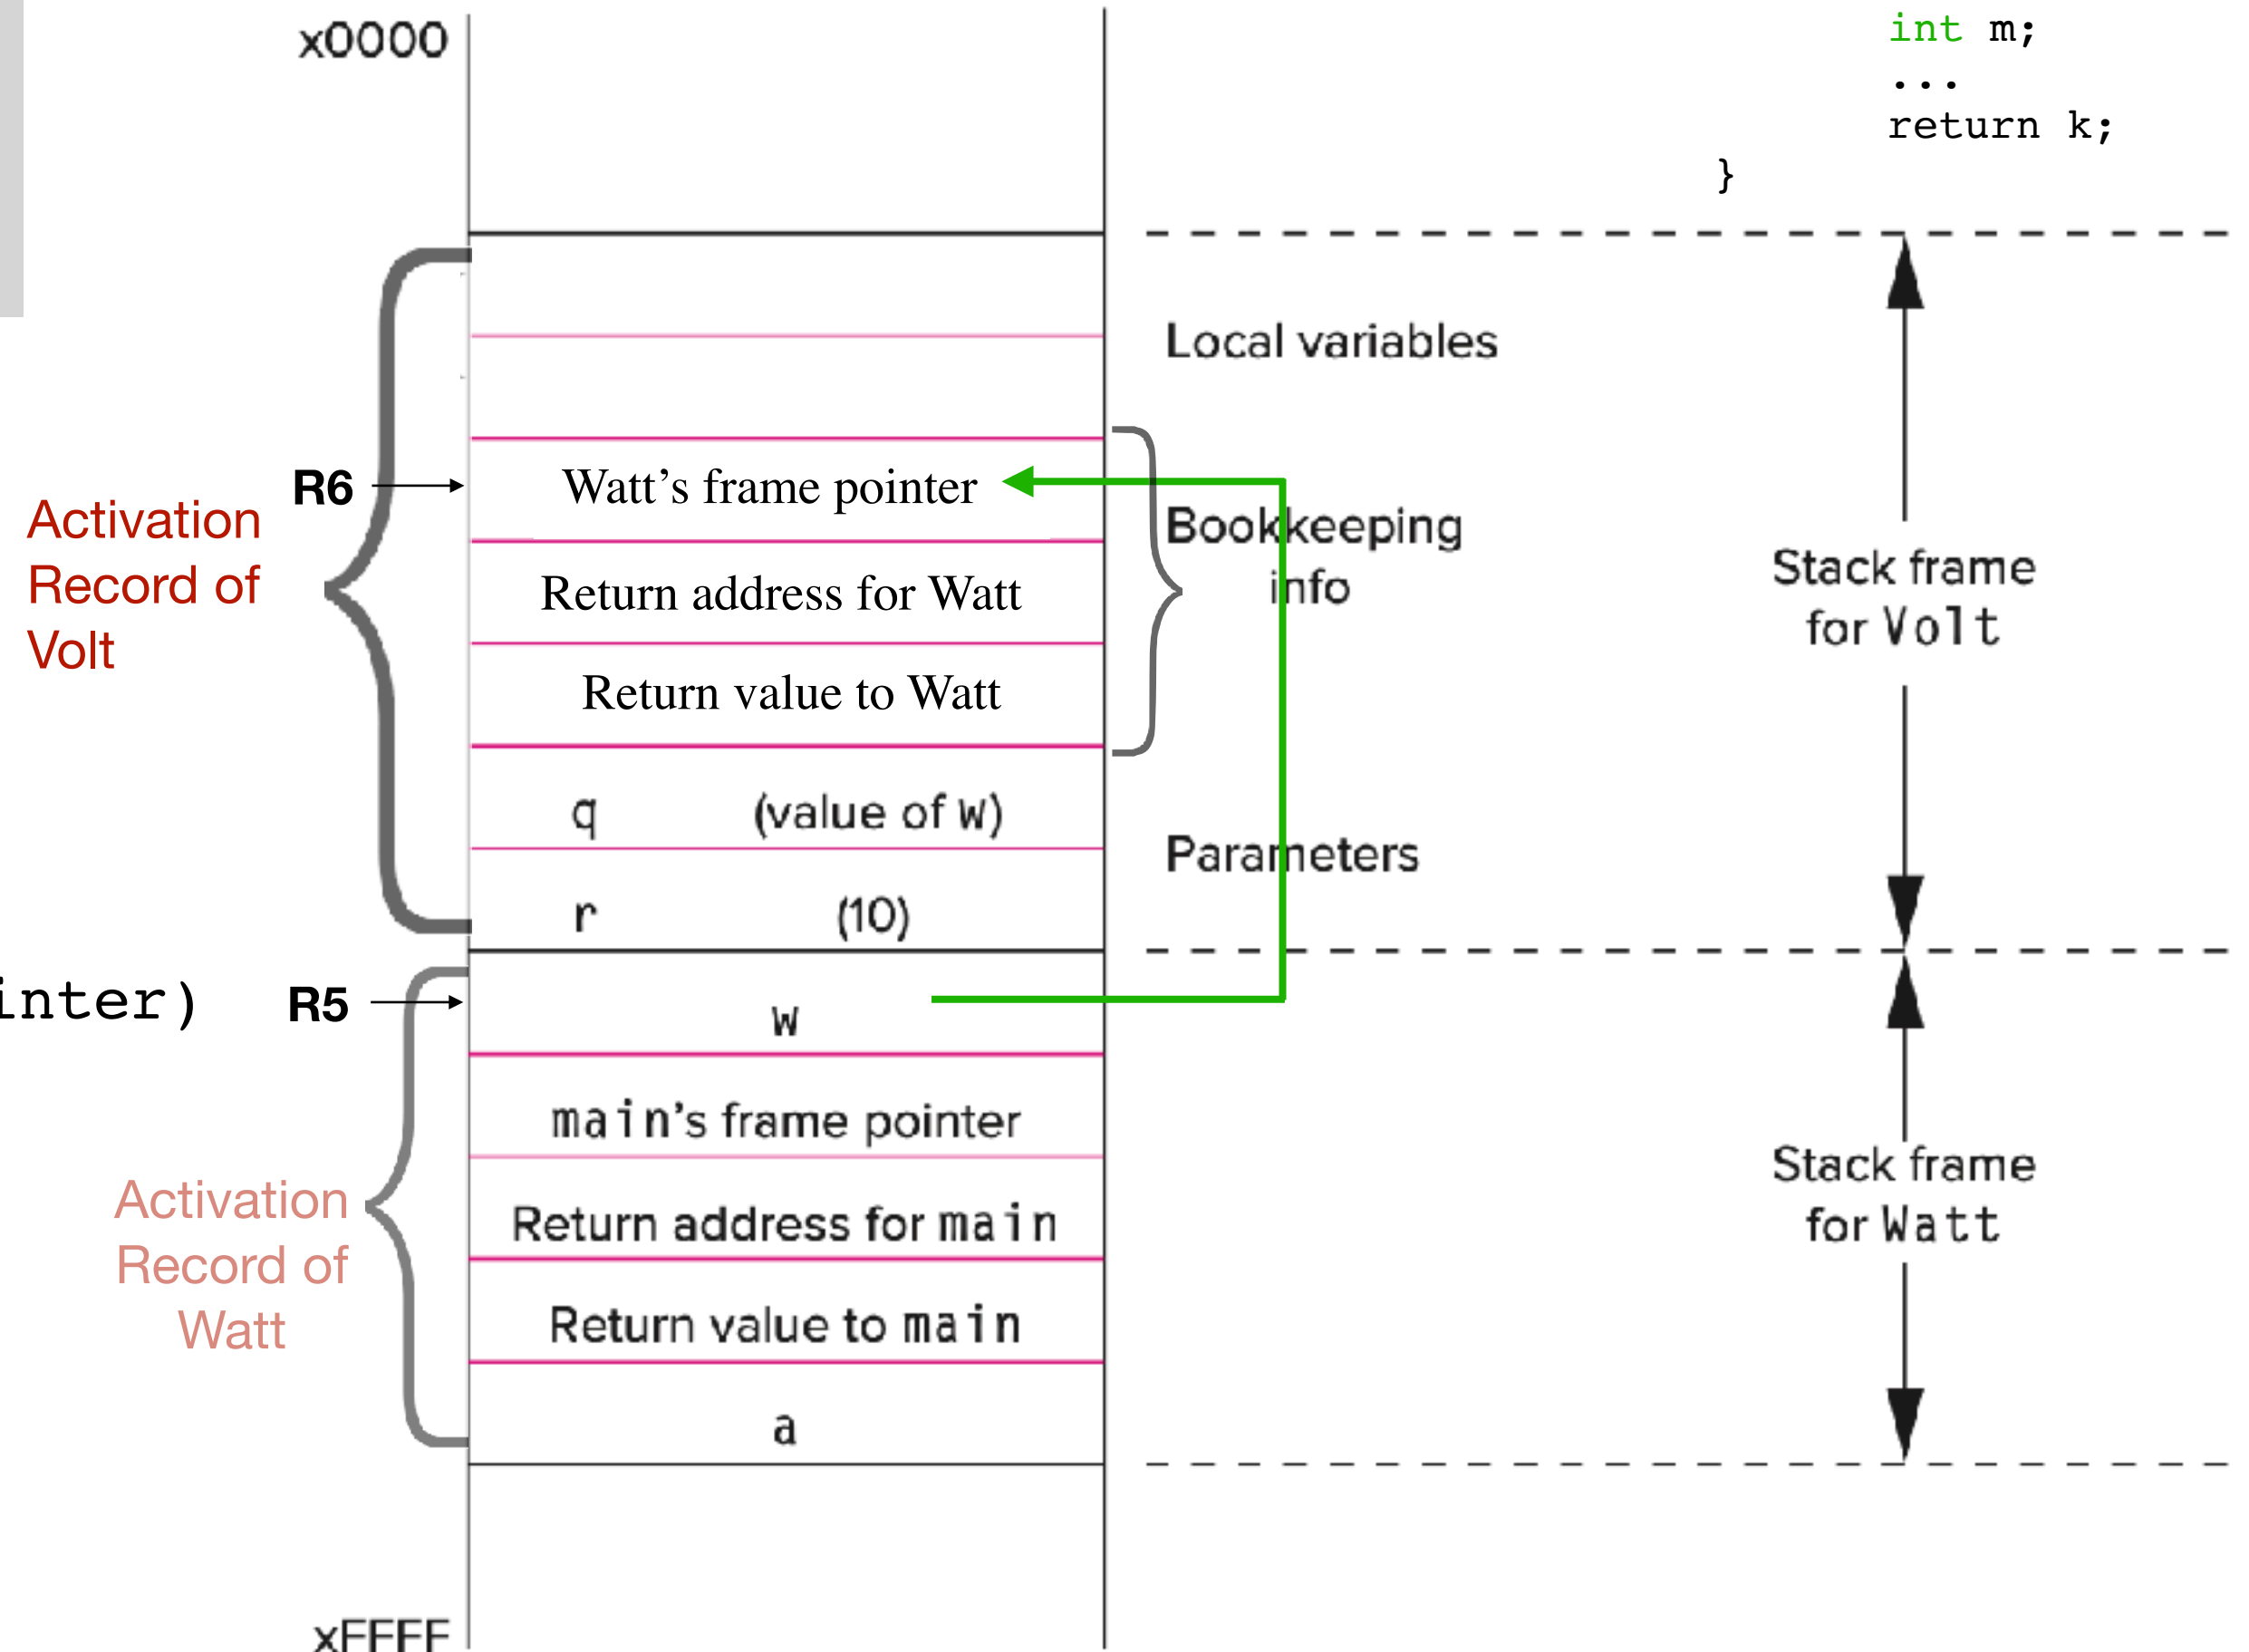 x0000
int m;
...
return k;
}
Local variables
R6
Watt's frame pointer
Activation
Record of
Volt
Bookkeeping
info
Return address for Watt
Stack frame
for Volt
Return value to Watt
q (value of w)
Parameters
r (10)
inter)
R5
w
main's frame pointer
Activation
Record of
Watt
Return address for main
Stack frame
for Watt
Return value to main
a
xFFFF